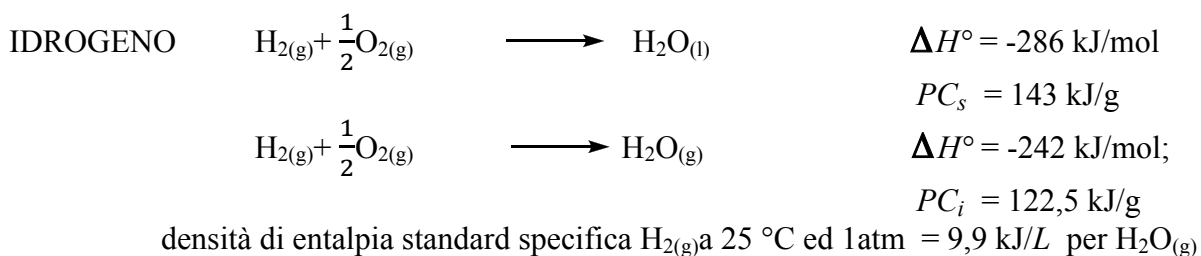 IDROGENO H₂(g)+ 1/2 O₂(g) ⟶ H₂O(l) ΔH° = -286 kJ/mol
PCₛ = 143 kJ/g
H₂(g)+ 1/2 O₂(g) ⟶ H₂O(g) ΔH° = -242 kJ/mol;
PCᵢ = 122,5 kJ/g
densità di entalpia standard specifica H₂(g)a 25 °C ed 1atm = 9,9 kJ/L per H₂O(g)